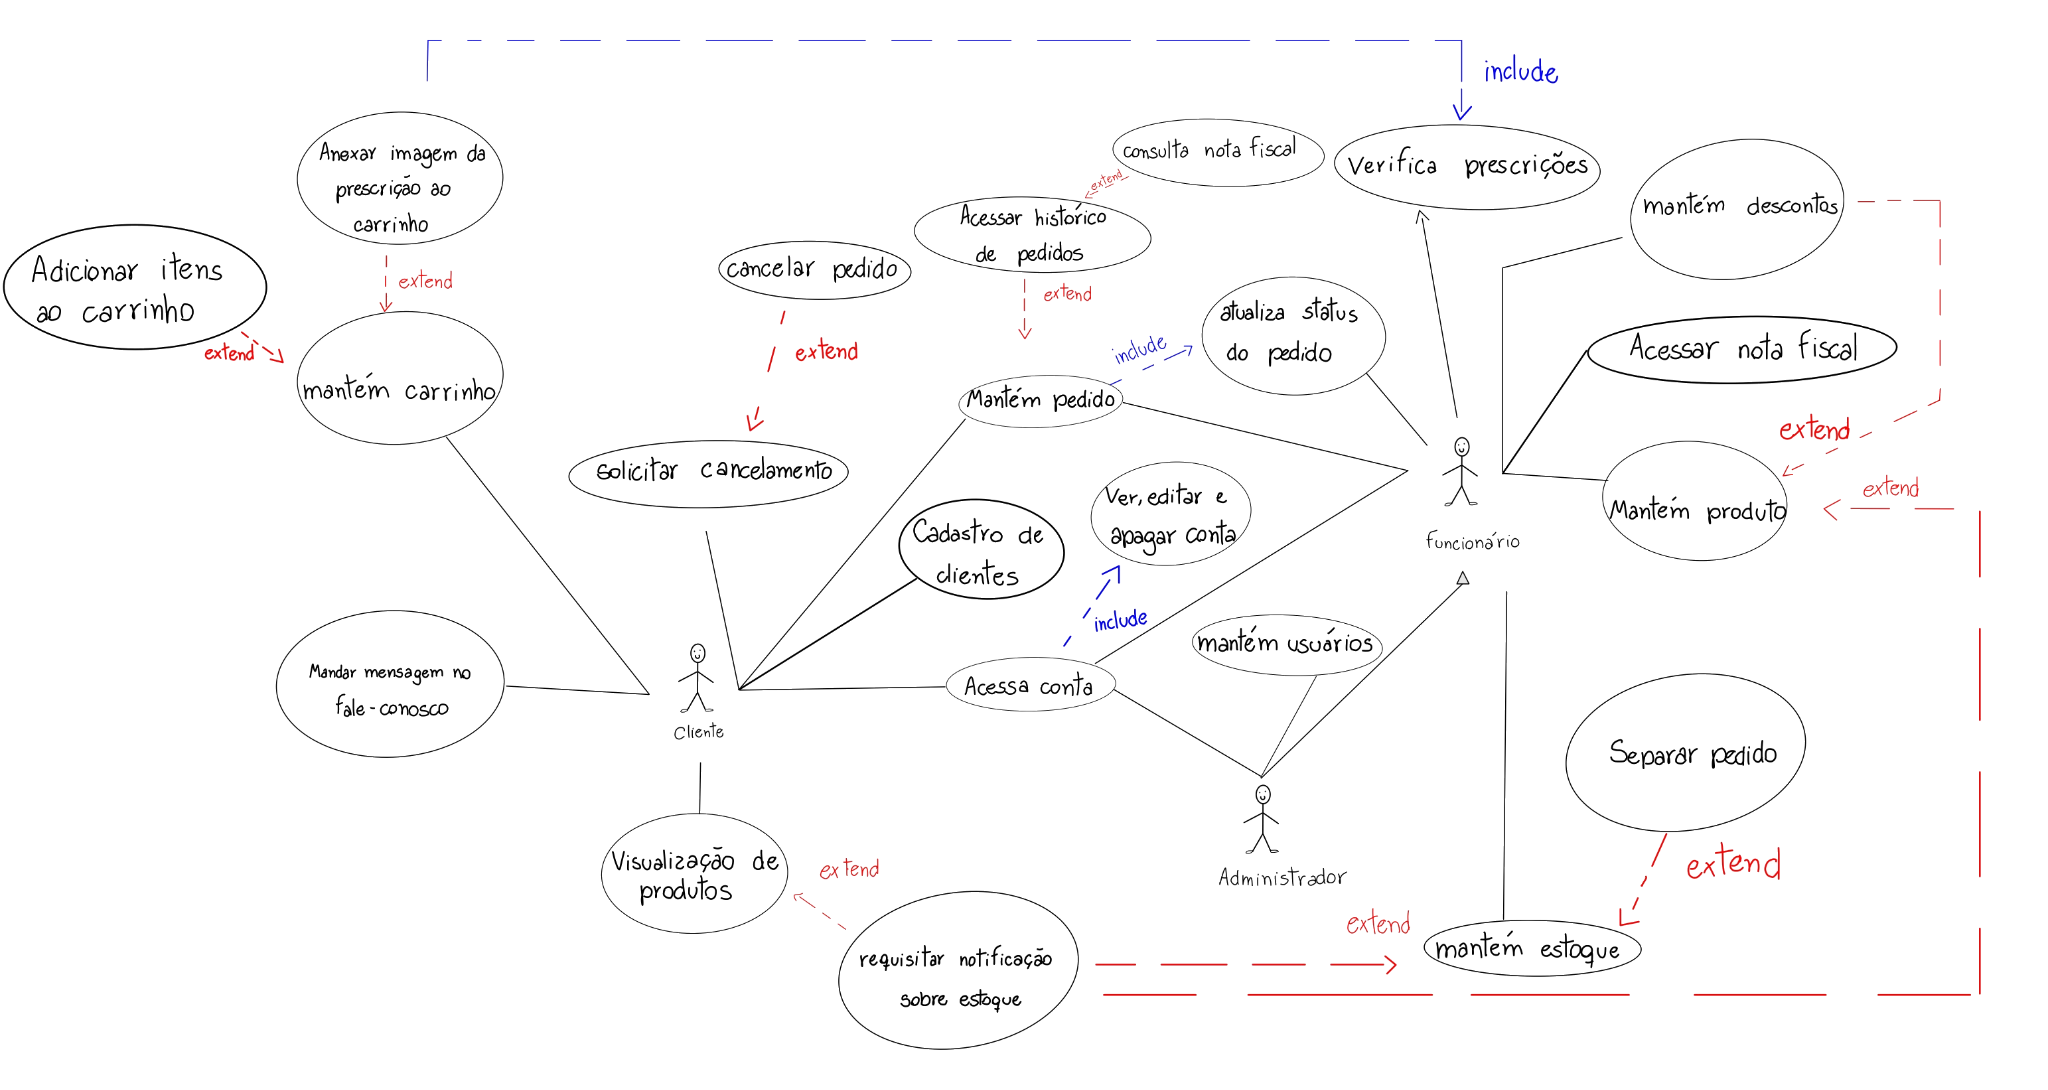 include
Anexar imagem da
prescrição ao
carrinho
consulta nota fiscal
Verifica prescrições
mantém descontos
extend
Acessar histórico
de pedidos
Adicionar itens
ao carrinho
extend
cancelar pedido
extend
atualiza status
do pedido
Acessar nota fiscal
extend
mantém carrinho
extend
include
Mantém pedido
extend
solicitar cancelamento
extend
Mantém produto
Ver, editar e
apagar conta
Funcionário
Cadastro de
clientes
include
mantém usuários
Mandar mensagem no
fale-conosco
Acessa conta
Cliente
Separar pedido
Visualização de
produtos
extend
Administrador
extend
extend
mantém estoque
requisitar notificação
sobre estoque